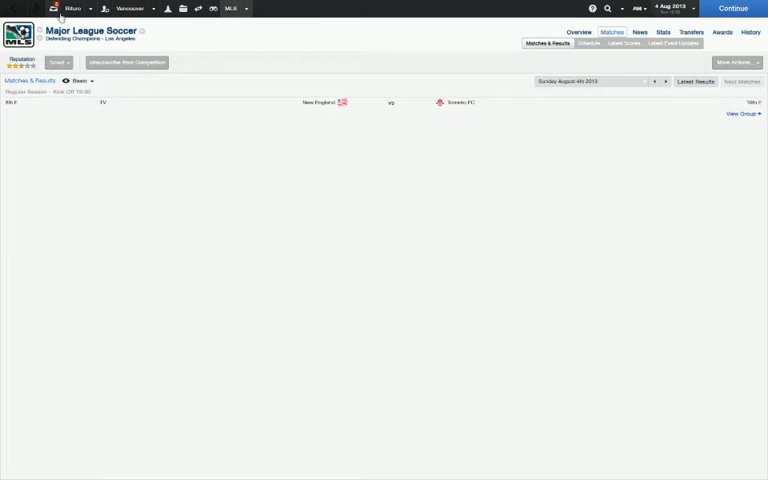 Rituro Vancouver MLS AM 4 Aug 2013 Continue
Major League Soccer
Defending Champions - Los Angeles
MLS
Overview Matches News Stats Transfers Awards History
Matches & Results Schedule Latest Scores Latest Event Updates
Reputation
Scout Unsubscribe from Competition More Actions...
Matches & Results Basic Sunday August 4th 2013 Latest Results Next Matches
Regular Season - Kick Off 19:30
TV New England vs Toronto FC
View Group